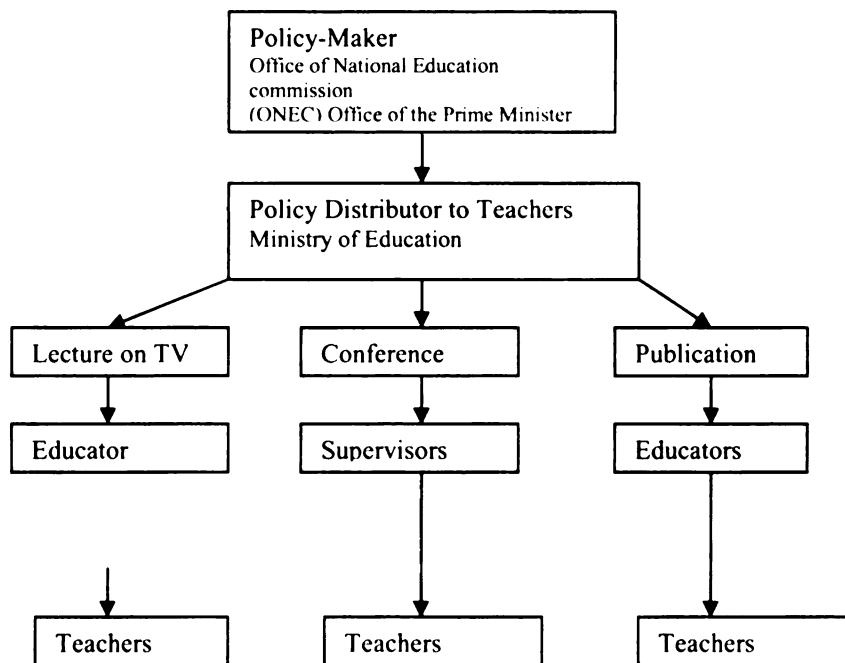 Policy-Maker
Office of National Education
commission
(ONEC) Office of the Prime Minister
Policy Distributor to Teachers
Ministry of Education
Lecture on TV
Conference
Publication
Educator
Supervisors
Educators
Teachers
Teachers
Teachers